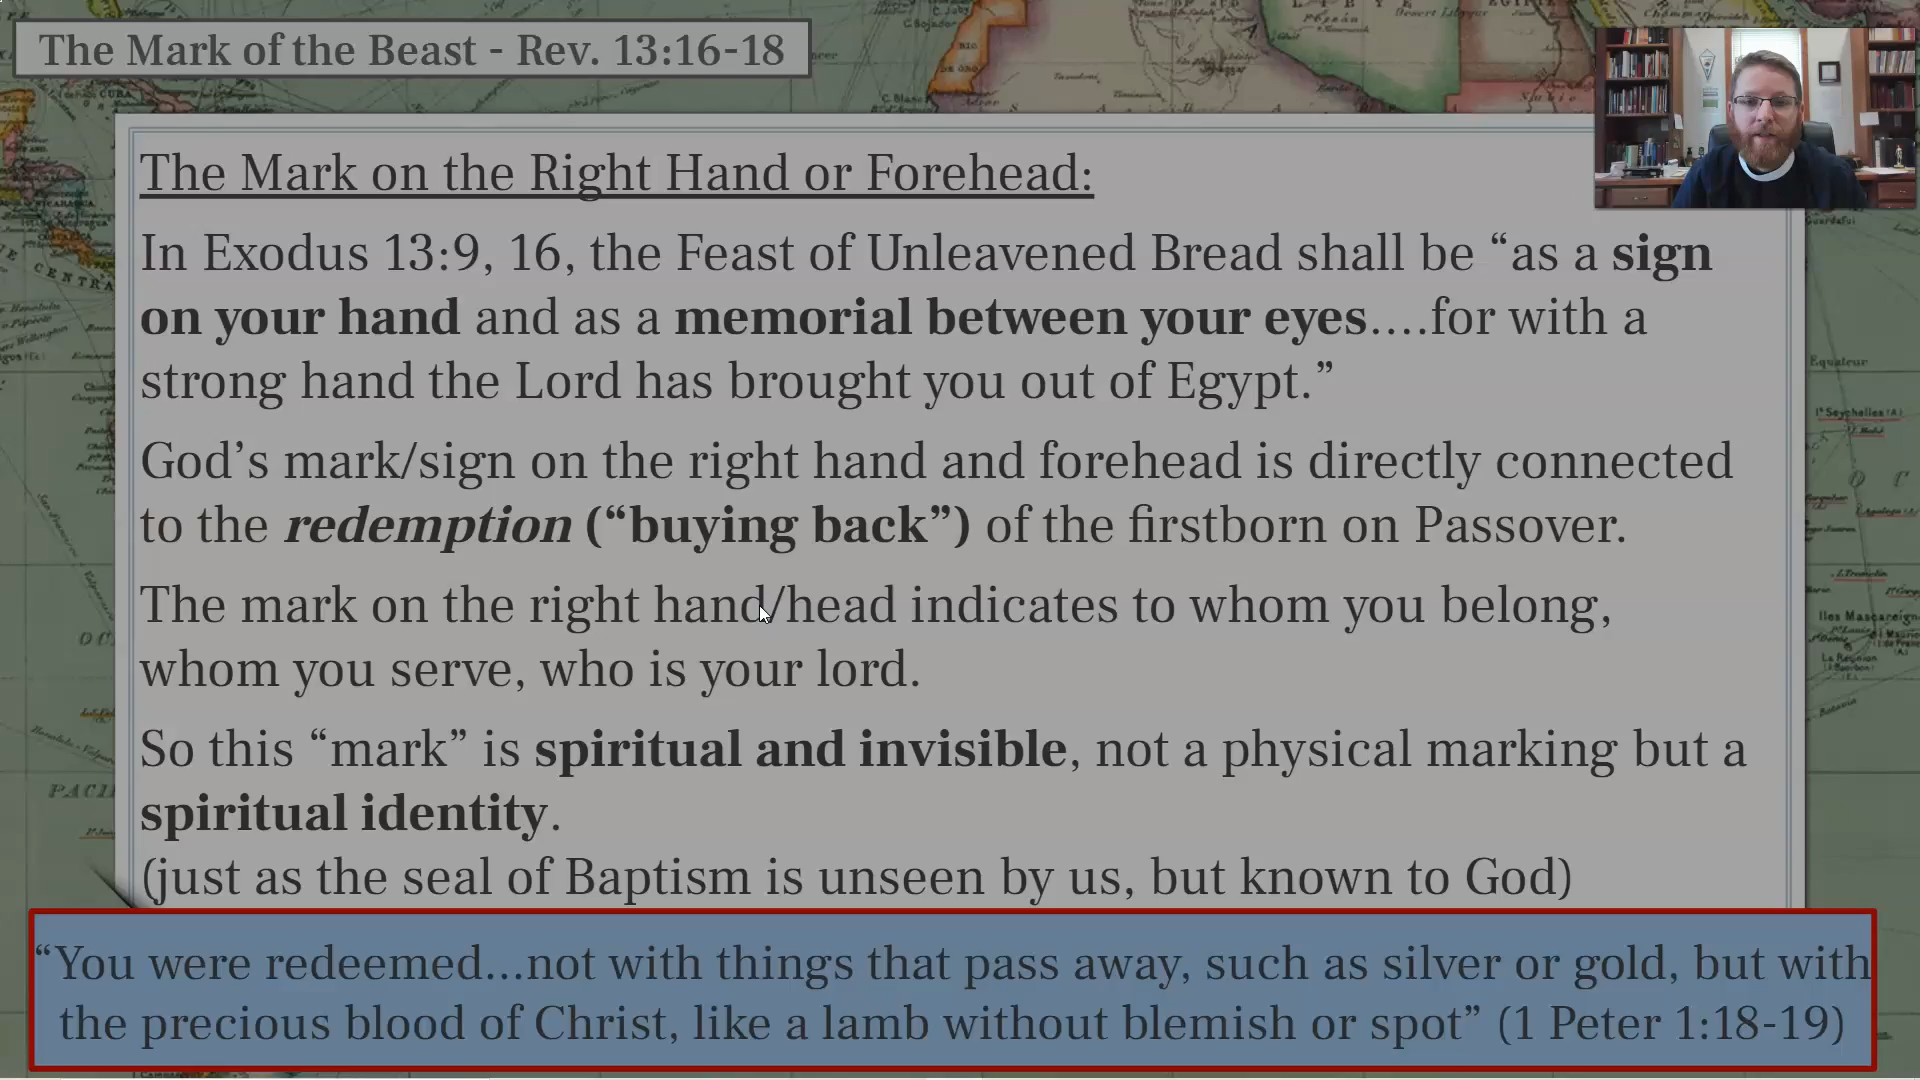 The Mark of the Beast - Rev. 13:16-18
The Mark on the Right Hand or Forehead:
In Exodus 13:9, 16, the Feast of Unleavened Bread shall be “as a sign
on your hand and as a memorial between your eyes....for with a
strong hand the Lord has brought you out of Egypt.”
God’s mark/sign on the right hand and forehead is directly connected
to the redemption (“buying back”) of the firstborn on Passover.
The mark on the right hand/head indicates to whom you belong,
whom you serve, who is your lord.
So this “mark” is spiritual and invisible, not a physical marking but a
spiritual identity.
(just as the seal of Baptism is unseen by us, but known to God)
“You were redeemed...not with things that pass away, such as silver or gold, but with
the precious blood of Christ, like a lamb without blemish or spot” (1 Peter 1:18-19)
CUBA
Equateur